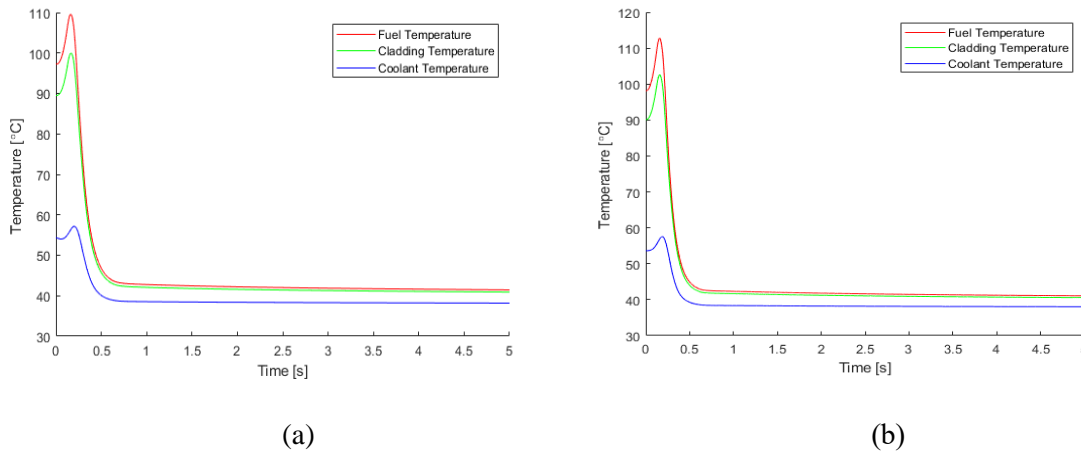 110
100
90
80
70
60
50
40
30
0 0.5 1 1.5 2 2.5 3 3.5 4 4.5 5
Temperature [°C]
Time [s]
Fuel Temperature
Cladding Temperature
Coolant Temperature
(a)
120
110
100
90
80
70
60
50
40
30
0 0.5 1 1.5 2 2.5 3 3.5 4 4.5
Temperature [°C]
Time [s]
Fuel Temperature
Cladding Temperature
Coolant Temperature
(b)